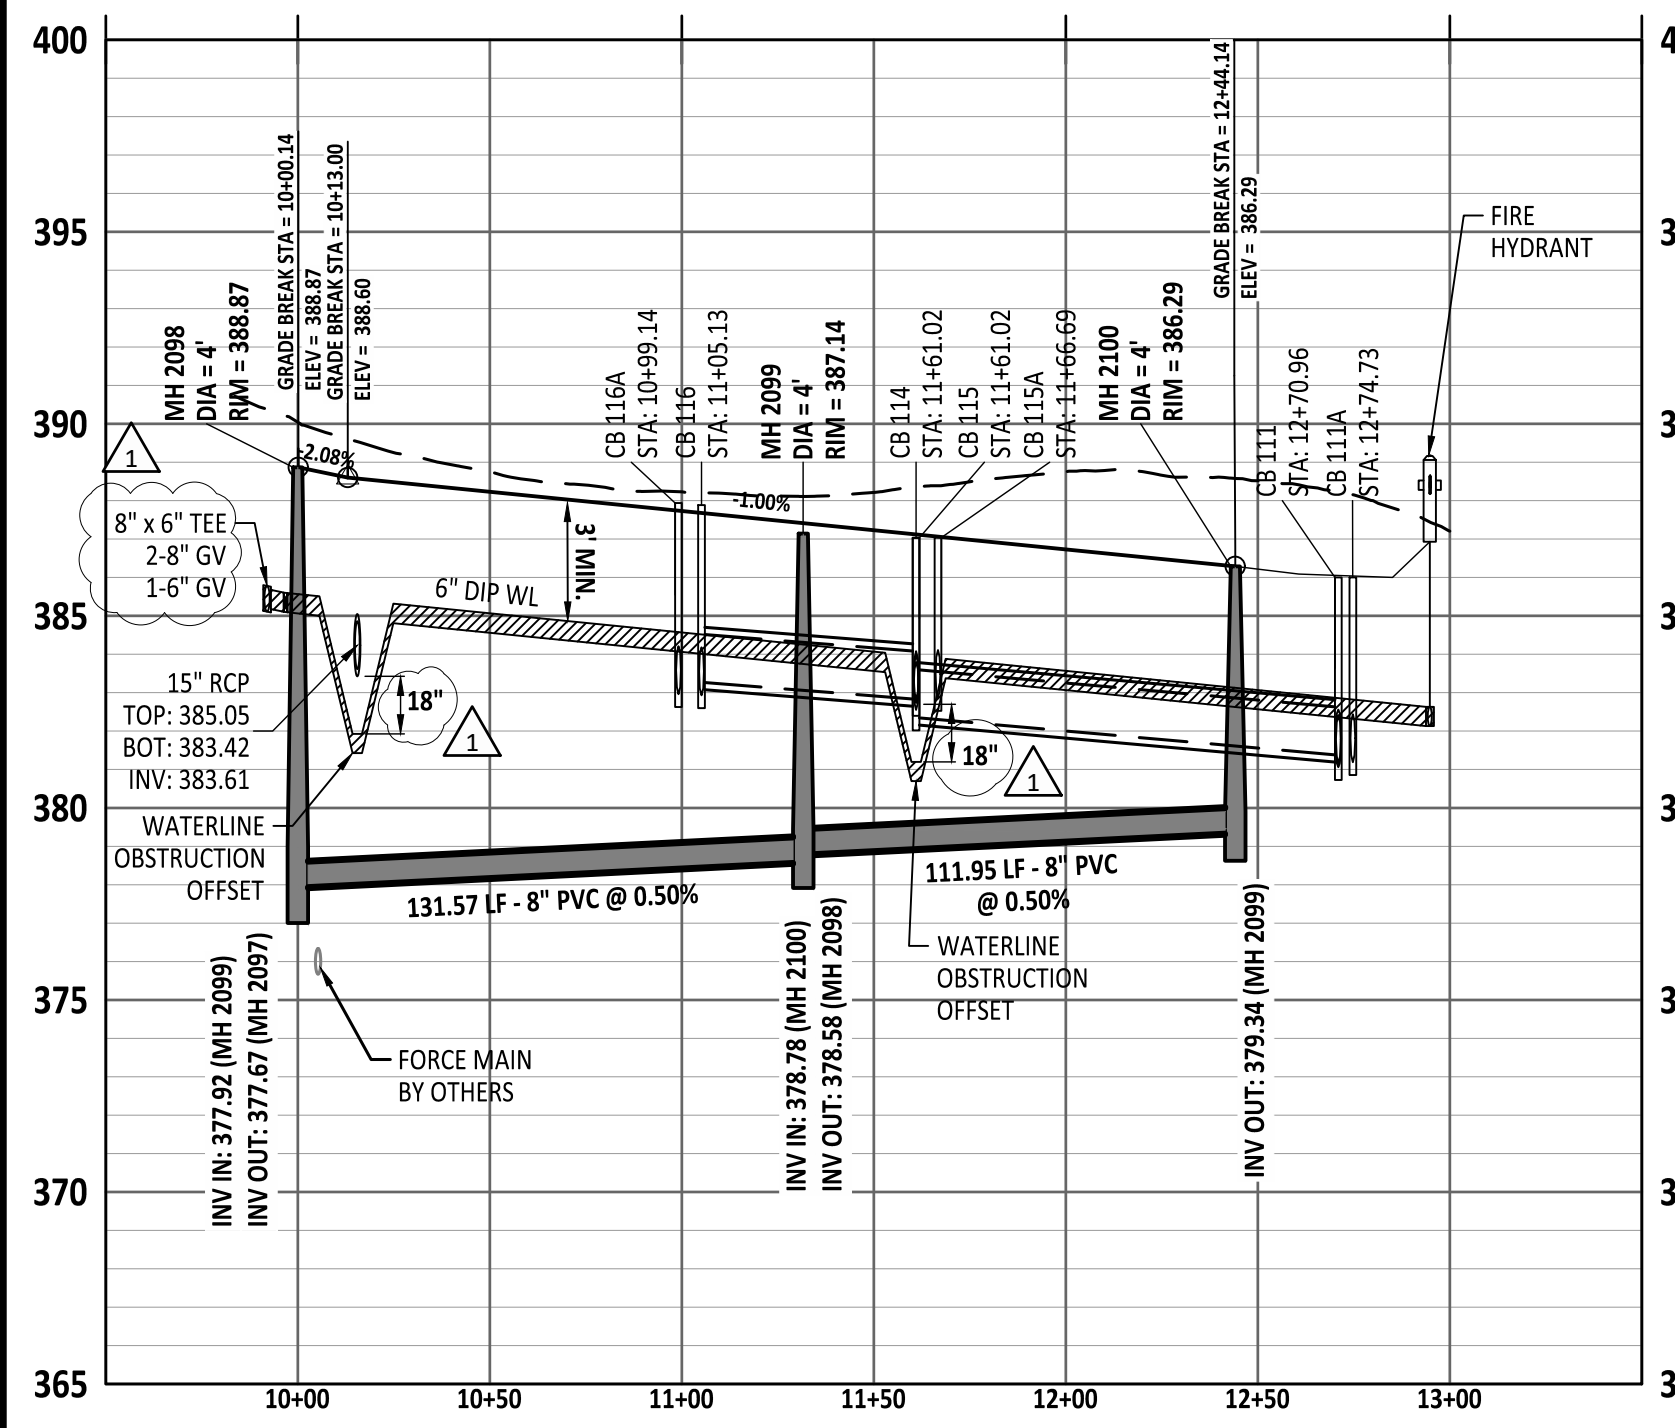 400
395
390
385
380
375
370
365
4
3
3
3
3
3
3
3
10+00
10+50
11+00
11+50
12+00
12+50
13+00
MH 2098
DIA = 4'
RIM = 388.87
GRADE BREAK STA = 10+00.14
ELEV = 388.87
GRADE BREAK STA = 10+13.00
ELEV = 388.60
-2.08%
1
8" x 6" TEE
2-8" GV
1-6" GV
15" RCP
TOP: 385.05
BOT: 383.42
INV: 383.61
WATERLINE
OBSTRUCTION
OFFSET
18"
1
6" DIP WL
3' MIN.
CB 116A
STA: 10+99.14
CB 116
STA: 11+05.13
-1.00%
MH 2099
DIA = 4'
RIM = 387.14
CB 114
STA: 11+61.02
CB 115
STA: 11+61.02
CB 115A
STA: 11+66.69
MH 2100
DIA = 4'
RIM = 386.29
GRADE BREAK STA = 12+44.14
ELEV = 386.29
CB 111
STA: 12+70.96
CB 111A
STA: 12+74.73
FIRE
HYDRANT
18"
1
131.57 LF - 8" PVC @ 0.50%
111.95 LF - 8" PVC
@ 0.50%
WATERLINE
OBSTRUCTION
OFFSET
FORCE MAIN
BY OTHERS
INV IN: 377.92 (MH 2099)
INV OUT: 377.67 (MH 2097)
INV IN: 378.78 (MH 2100)
INV OUT: 378.58 (MH 2098)
INV OUT: 379.34 (MH 2099)